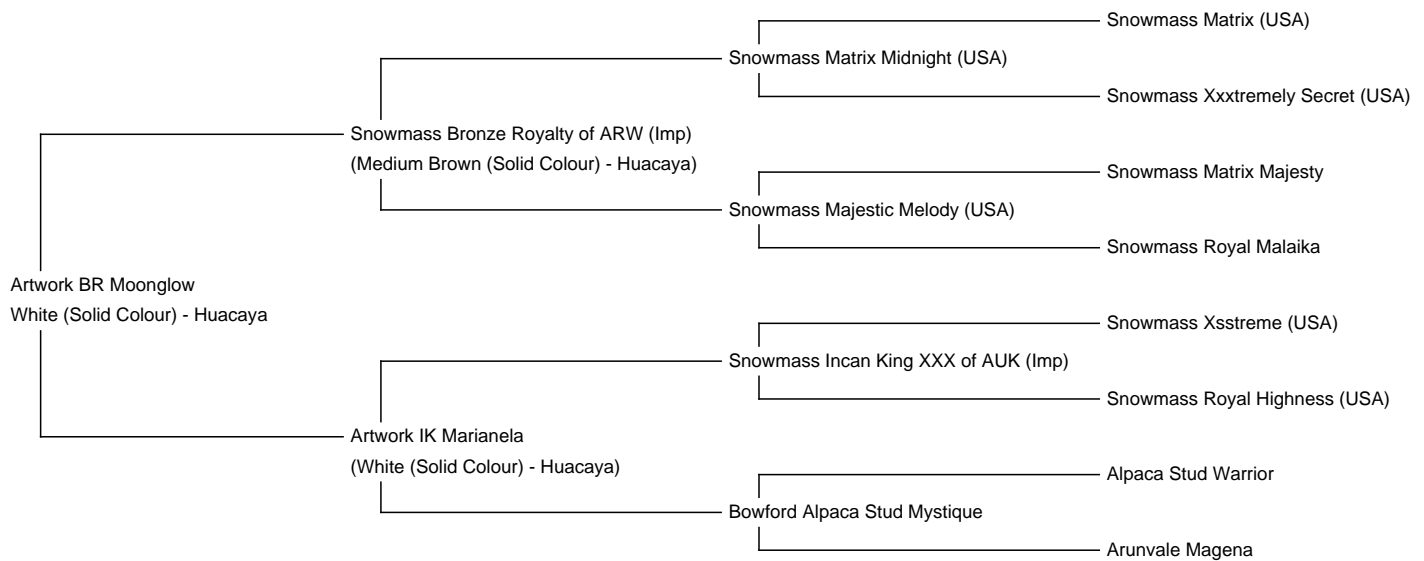 Snowmass Matrix (USA)
Snowmass Matrix Midnight (USA)
Snowmass Xxxtremely Secret (USA)
Snowmass Bronze Royalty of ARW (Imp)
(Medium Brown (Solid Colour) - Huacaya)
Snowmass Matrix Majesty
Snowmass Majestic Melody (USA)
Snowmass Royal Malaika
Artwork BR Moonglow
White (Solid Colour) - Huacaya
Snowmass Xsstreme (USA)
Snowmass Incan King XXX of AUK (Imp)
Snowmass Royal Highness (USA)
Artwork IK Marianela
(White (Solid Colour) - Huacaya)
Alpaca Stud Warrior
Bowford Alpaca Stud Mystique
Arunvale Magena